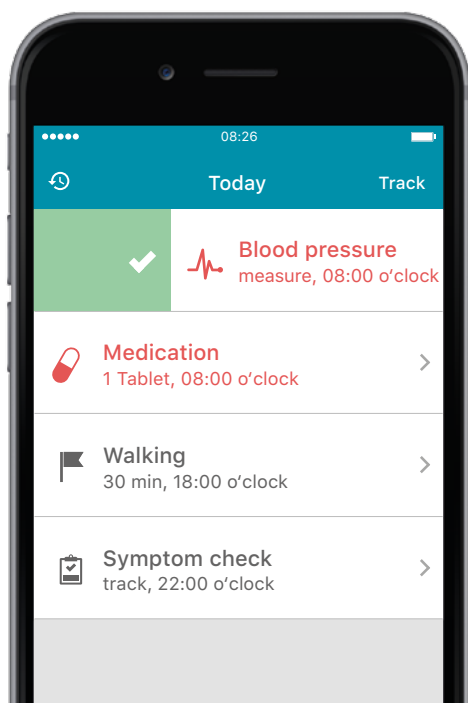 08:26
Today
Track
Blood pressure
measure, 08:00 o‘clock
Medication
1 Tablet, 08:00 o‘clock
Walking
30 min, 18:00 o‘clock
Symptom check
track, 22:00 o‘clock